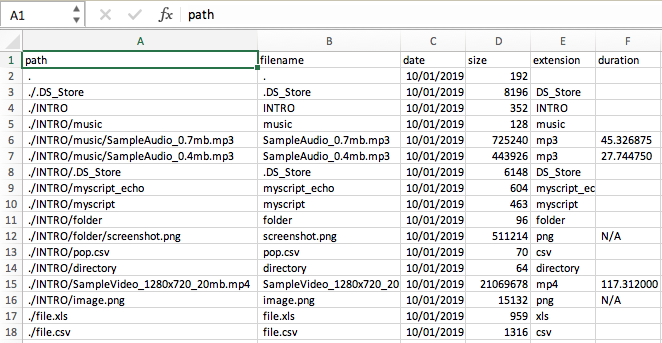 A1 fx path
A B C D E F
1 path filename date size extension duration
2 . . 10/01/2019 192
3 ./.DS_Store .DS_Store 10/01/2019 8196 DS_Store
4 ./INTRO INTRO 10/01/2019 352 INTRO
5 ./INTRO/music music 10/01/2019 128 music
6 ./INTRO/music/SampleAudio_0.7mb.mp3 SampleAudio_0.7mb.mp3 10/01/2019 725240 mp3 45.326875
7 ./INTRO/music/SampleAudio_0.4mb.mp3 SampleAudio_0.4mb.mp3 10/01/2019 443926 mp3 27.744750
8 ./INTRO/.DS_Store .DS_Store 10/01/2019 6148 DS_Store
9 ./INTRO/myscript_echo myscript_echo 10/01/2019 604 myscript_ec
10 ./INTRO/myscript myscript 10/01/2019 463 myscript
11 ./INTRO/folder folder 10/01/2019 96 folder
12 ./INTRO/folder/screenshot.png screenshot.png 10/01/2019 511214 png N/A
13 ./INTRO/pop.csv pop.csv 10/01/2019 70 csv
14 ./INTRO/directory directory 10/01/2019 64 directory
15 ./INTRO/SampleVideo_1280x720_20mb.mp4 SampleVideo_1280x720_20 10/01/2019 21069678 mp4 117.312000
16 ./INTRO/image.png image.png 10/01/2019 15132 png N/A
17 ./file.xls file.xls 10/01/2019 959 xls
18 ./file.csv file.csv 10/01/2019 1316 csv